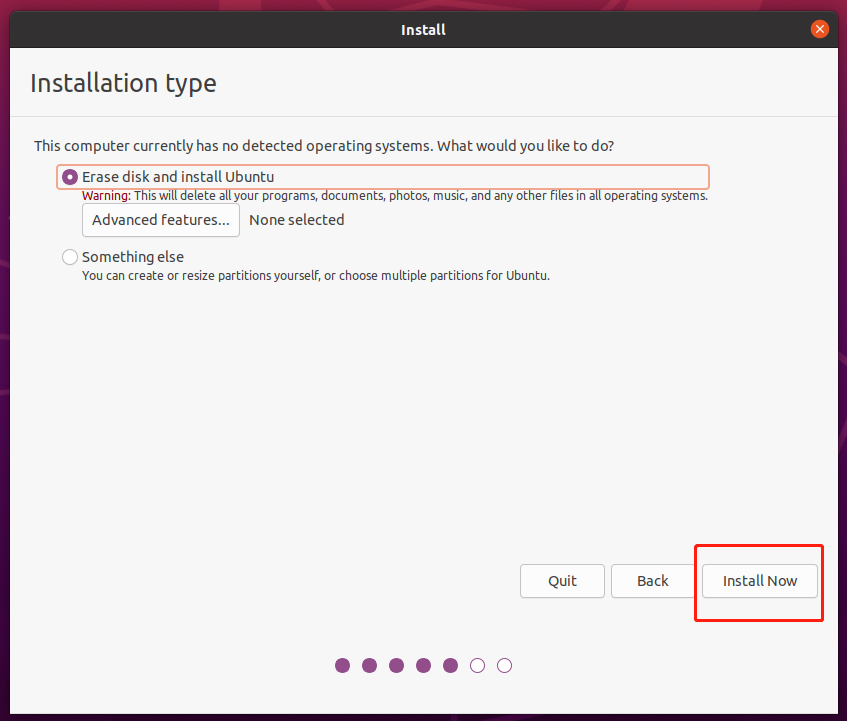 Install
Installation type
This computer currently has no detected operating systems. What would you like to do?
Erase disk and install Ubuntu
Warning: This will delete all your programs, documents, photos, music, and any other files in all operating systems.
Advanced features... None selected
Something else
You can create or resize partitions yourself, or choose multiple partitions for Ubuntu.
Quit Back Install Now